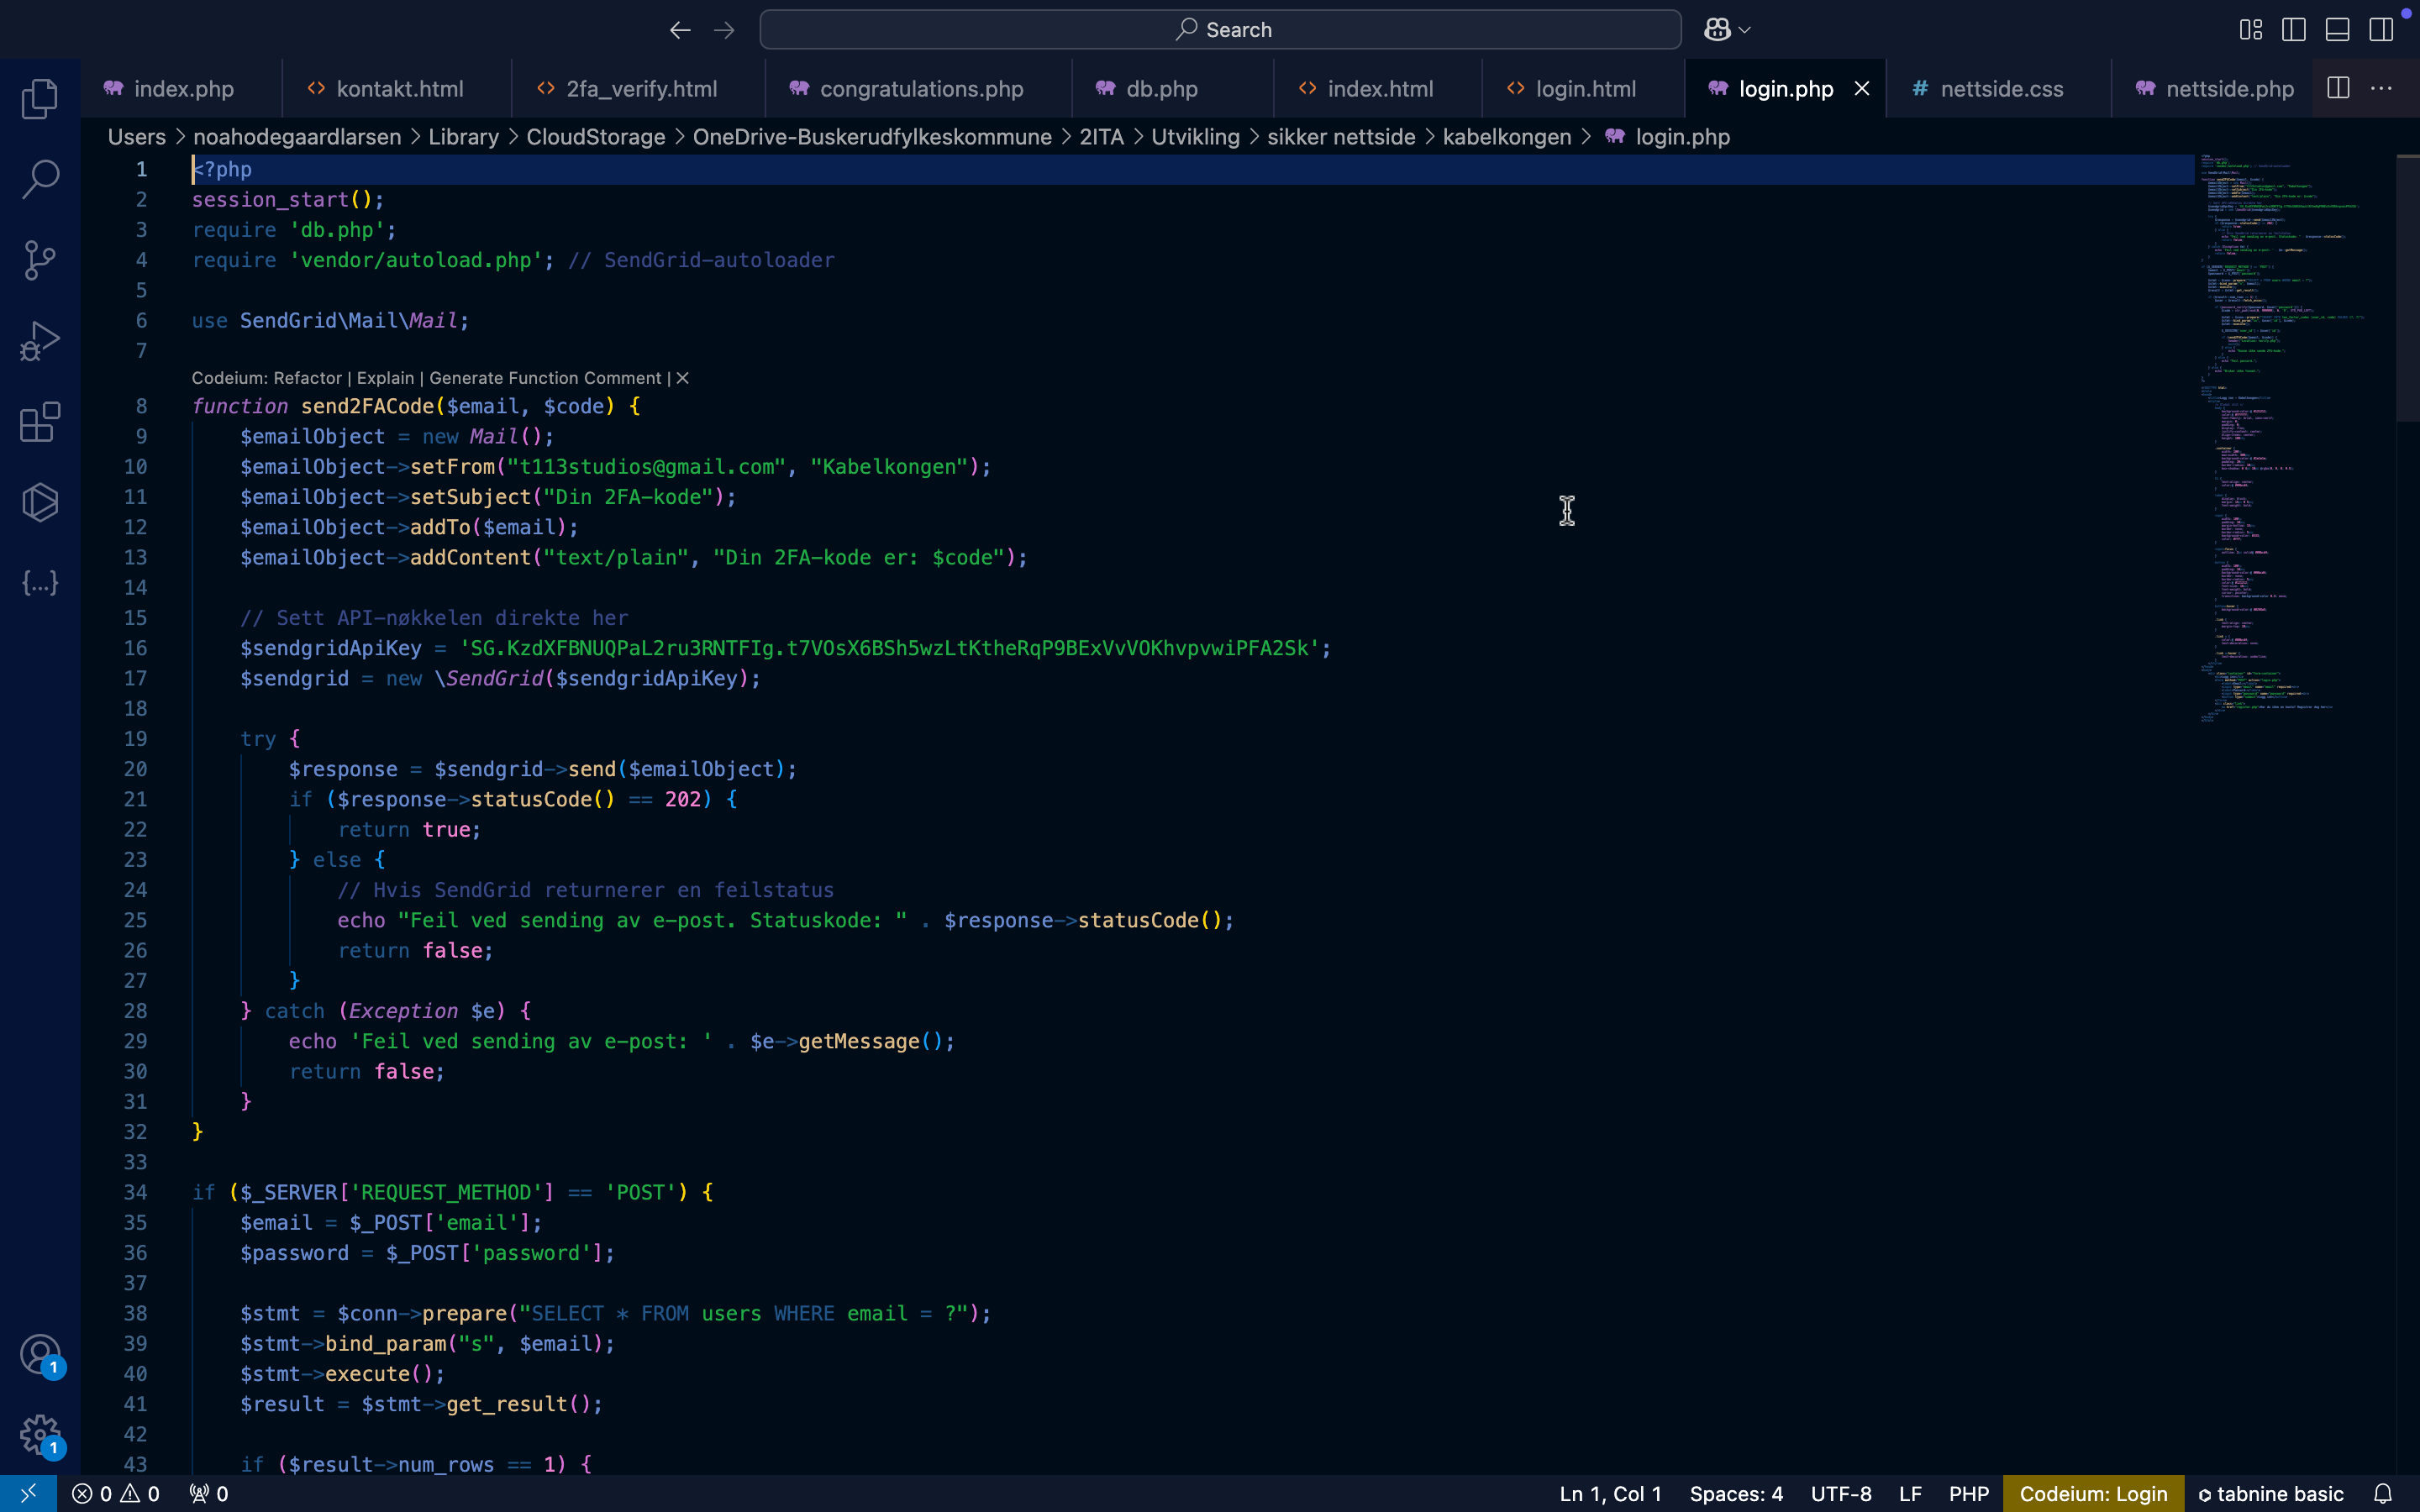 Search
index.php
kontakt.html
2fa_verify.html
congratulations.php
db.php
index.html
login.html
login.php
nettside.css
nettside.php
Users > noahodegaardlarsen > Library > CloudStorage > OneDrive-Buskerudfylkeskommune > 2ITA > Utvikling > sikker nettside > kabelkongen > login.php
1 <?php
2 session_start();
3 require 'db.php';
4 require 'vendor/autoload.php'; // SendGrid-autoloader
5
6 use SendGrid\Mail\Mail;
7
Codeium: Refactor | Explain | Generate Function Comment | X
8 function send2FACode($email, $code) {
9 $emailObject = new Mail();
10 $emailObject->setFrom("t113studios@gmail.com", "Kabelkongen");
11 $emailObject->setSubject("Din 2FA-kode");
12 $emailObject->addTo($email);
13 $emailObject->addContent("text/plain", "Din 2FA-kode er: $code");
14
15 // Sett API-nøkkelen direkte her
16 $sendgridApiKey = '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';
17 $sendgrid = new \SendGrid($sendgridApiKey);
18
19 try {
20 $response = $sendgrid->send($emailObject);
21 if ($response->statusCode() == 202) {
22 return true;
23 } else {
24 // Hvis SendGrid returnerer en feilstatus
25 echo "Feil ved sending av e-post. Statuskode: " . $response->statusCode();
26 return false;
27 }
28 } catch (Exception $e) {
29 echo 'Feil ved sending av e-post: ' . $e->getMessage();
30 return false;
31 }
32 }
33
34 if ($_SERVER['REQUEST_METHOD'] == 'POST') {
35 $email = $_POST['email'];
36 $password = $_POST['password'];
37
38 $stmt = $conn->prepare("SELECT * FROM users WHERE email = ?");
39 $stmt->bind_param("s", $email);
40 $stmt->execute();
41 $result = $stmt->get_result();
42
43 if ($result->num_rows == 1) {
1
1
0 0 0
Ln 1, Col 1 Spaces: 4 UTF-8 LF PHP Codeium: Login tabnine basic